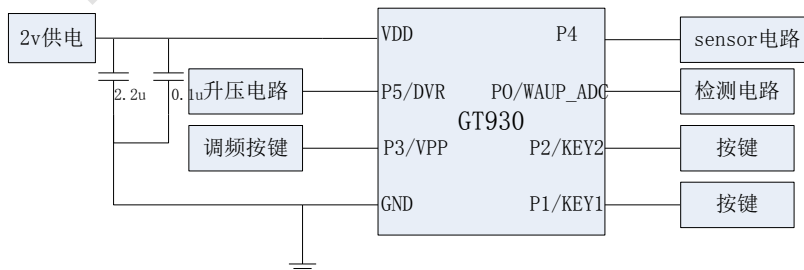 2v供电
VDD
P4
sensor电路
2.2u
0.1u
升压电路
P5/DVR
P0/WAUP_ADC
检测电路
GT930
调频按键
P3/VPP
P2/KEY2
按键
GND
P1/KEY1
按键